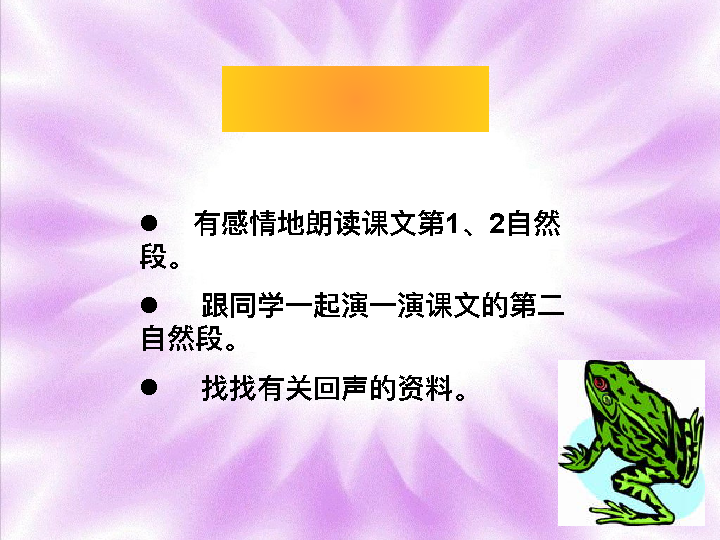 ● 有感情地朗读课文第1、2自然
段。
● 跟同学一起演一演课文的第二
自然段。
● 找找有关回声的资料。